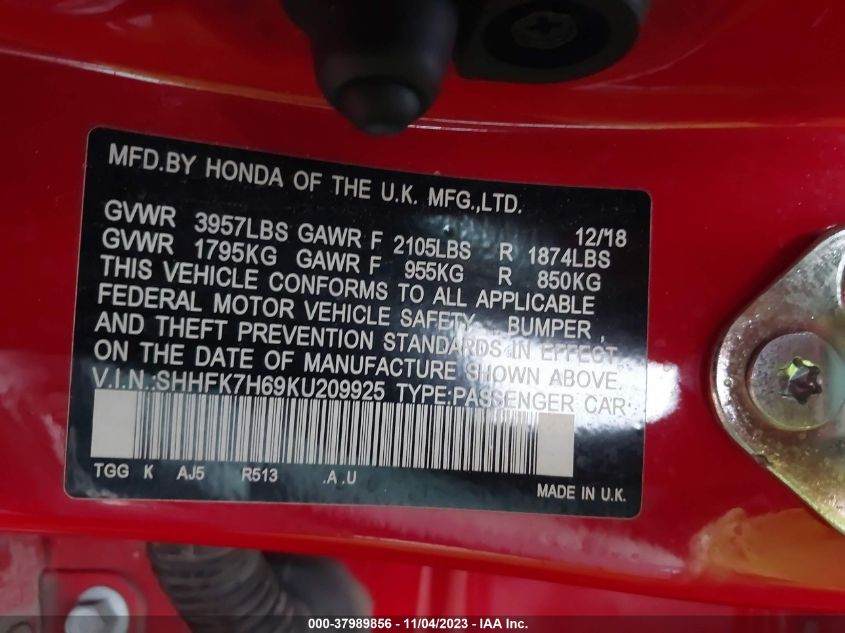 MFD.BY HONDA OF THE U.K. MFG.,LTD.
12/18
GVWR 3957LBS GAWR F 2105LBS R 1874LBS
GVWR 1795KG GAWR F 955KG R 850KG
THIS VEHICLE CONFORMS TO ALL APPLICABLE
FEDERAL MOTOR VEHICLE SAFETY, BUMPER,
AND THEFT PREVENTION STANDARDS IN EFFECT
ON THE DATE OF MANUFACTURE SHOWN ABOVE.
V.I.N.:SHHFK7H69KU209925 TYPE:PASSENGER CAR
TGG K AJ5 R513 .A .U
MADE IN U.K.
000-37989856 - 11/04/2023 - IAA Inc.